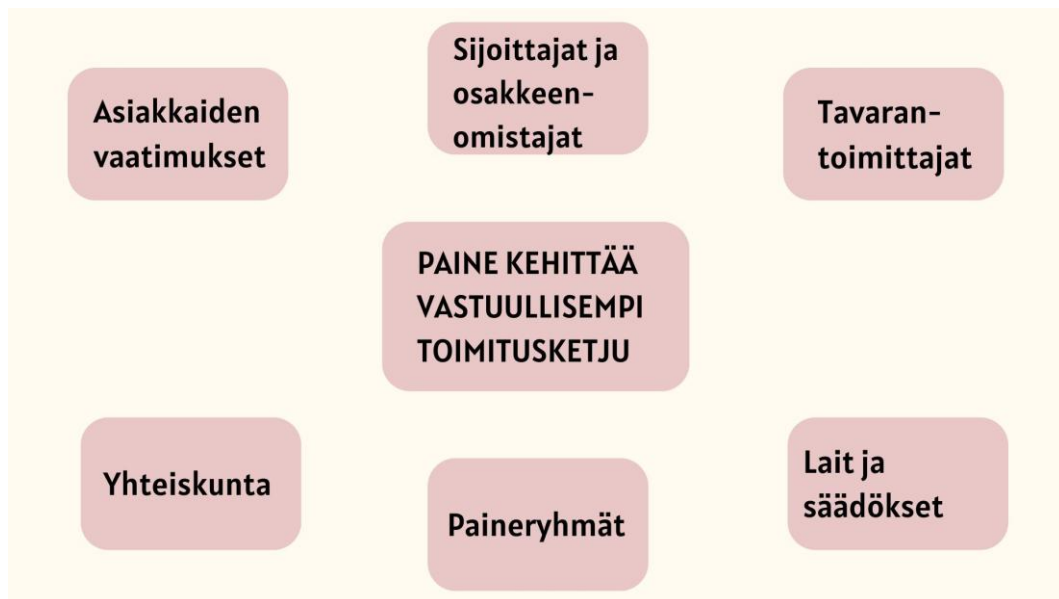 Sijoittajat ja
osakkeen-
omistajat
Asiakkaiden
vaatimukset
Tavaran-
toimittajat
PAINE KEHITTÄÄ
VASTUULLISEMPI
TOIMITUSKETJU
Yhteiskunta
Paineryhmät
Lait ja
säädökset